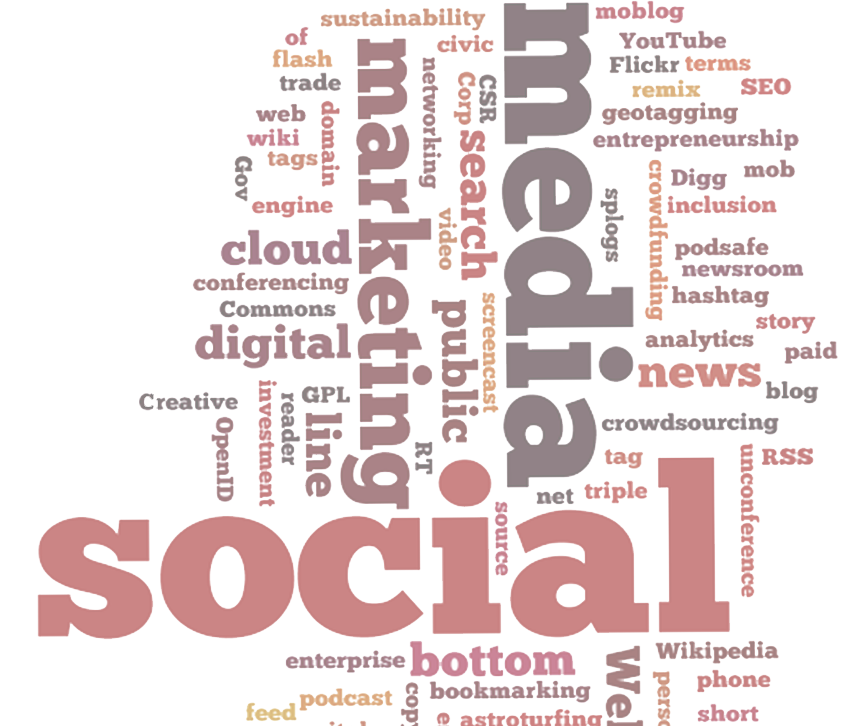 sustainability
media
moblog
of
civic
YouTube
flash
marketing
Flickr
terms
networking
CSR
trade
Corp
remix
SEO
web
domain
geotagging
wiki
search
entrepreneurship
tags
Gov
Digg
mob
crowdfunding
engine
splogs
inclusion
video
cloud
podsafe
newsroom
conferencing
screencast
hashtag
Commons
public
story
digital
analytics
paid
news
investment
GPL
blog
Creative
reader
line
OpenID
crowdsourcing
RT
tag
unconference
RSS
net
triple
social
source
enterprise
bottom
Wikipedia
phone
bookmarking
podcast
feed
short
astroturfing